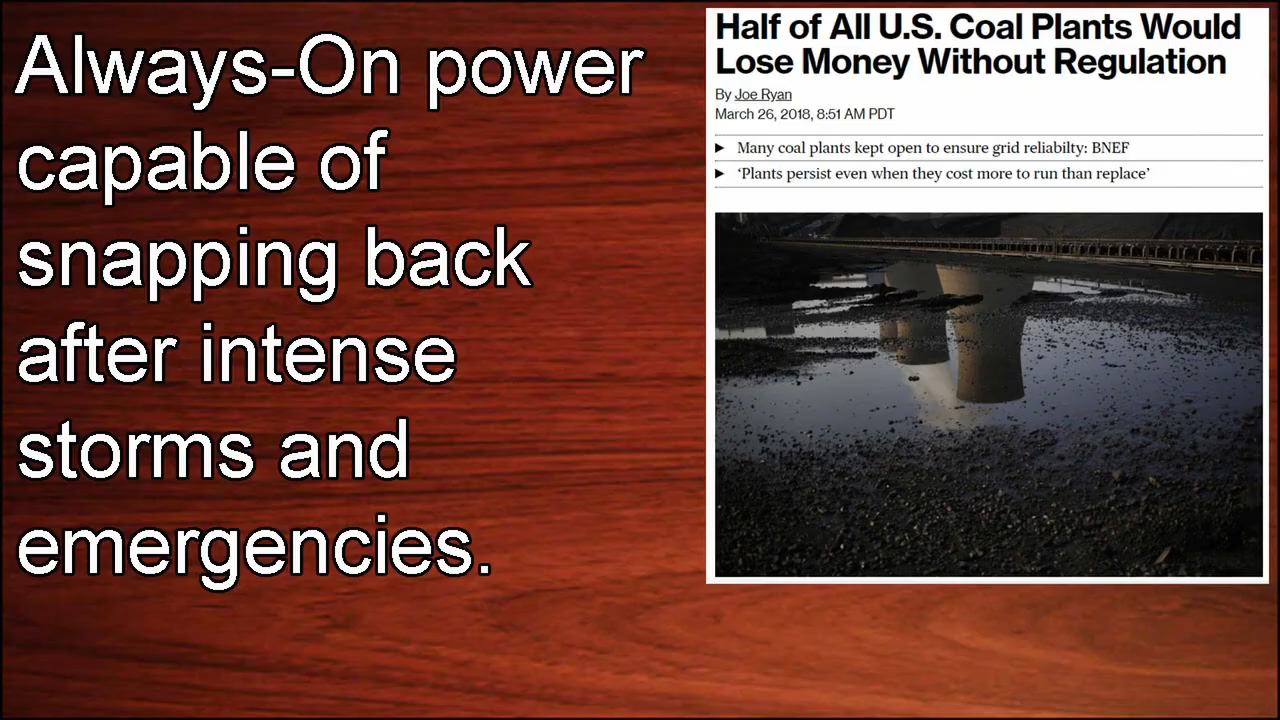 Always-On power
capable of
snapping back
after intense
storms and
emergencies.
Half of All U.S. Coal Plants Would
Lose Money Without Regulation
By Joe Ryan
March 26, 2018, 8:51 AM PDT
Many coal plants kept open to ensure grid reliabilty: BNEF
‘Plants persist even when they cost more to run than replace’